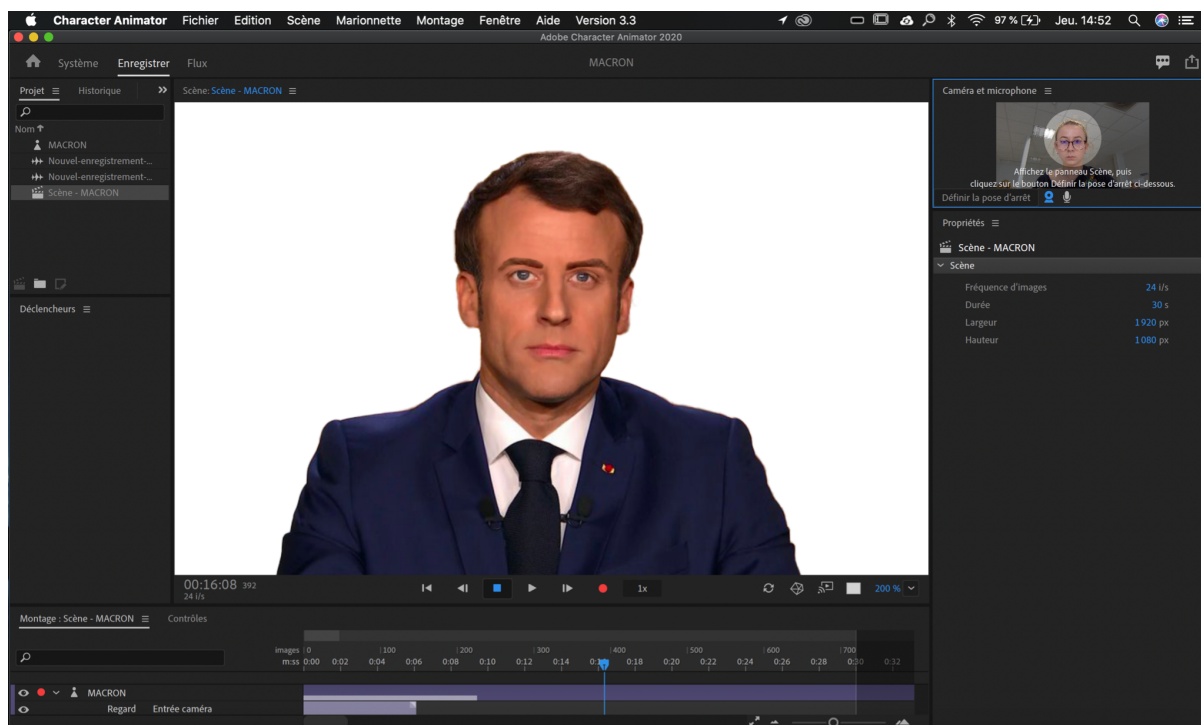 Character Animator Fichier Edition Scène Marionnette Montage Fenêtre Aide Version 3.3 97 % Jeu. 14:52
Adobe Character Animator 2020
Système Enregistrer Flux MACRON
Projet Historique
Scène: Scène - MACRON
Caméra et microphone
Nom
MACRON
Nouvel-enregistrement-...
Nouvel-enregistrement-...
Scène - MACRON
Affichez le panneau Scène, puis
cliquez sur le bouton Définir la pose d'arrêt ci-dessous.
Définir la pose d'arrêt
Propriétés
Scène - MACRON
Scène
Fréquence d'images 24 i/s
Durée 30 s
Largeur 1 920 px
Hauteur 1 080 px
Déclencheurs
00:16:08 392
24 i/s
1x
200 %
Montage : Scène - MACRON Contrôles
images 0 100 200 300 400 500 600 700
m:ss 0:00 0:02 0:04 0:06 0:08 0:10 0:12 0:14 0:18 0:20 0:22 0:24 0:26 0:28 0:30 0:32
MACRON
Regard Entrée caméra